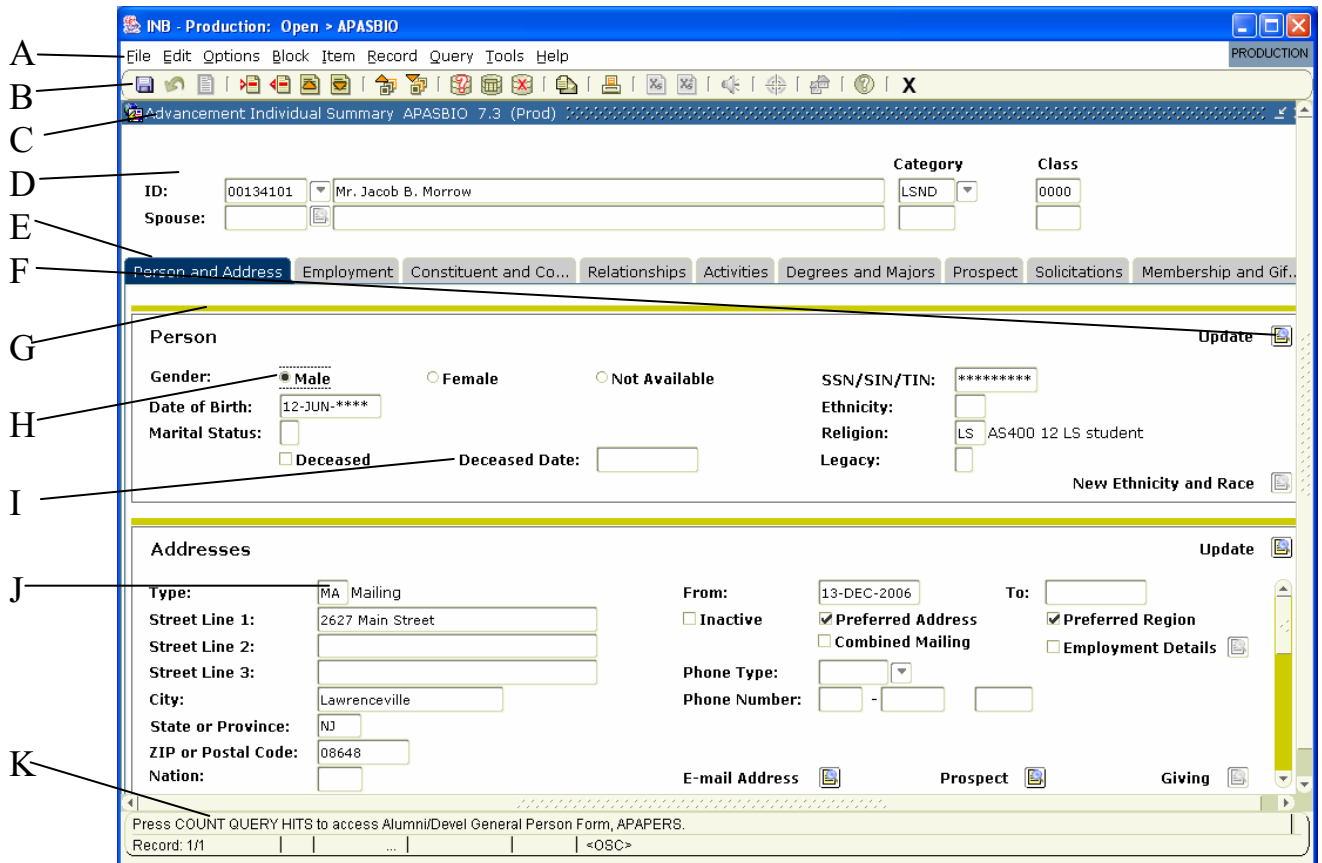 INB - Production: Open > APASBIO
A
File Edit Options Block Item Record Query Tools Help
PRODUCTION
B
X
C
Advancement Individual Summary APASBIO 7.3 (Prod)
D
Category Class
ID: 00134101 Mr. Jacob B. Morrow LSND 0000
Spouse:
E
F
Person and Address Employment Constituent and Co... Relationships Activities Degrees and Majors Prospect Solicitations Membership and Gif..
G
Person Update
Gender: Male Female Not Available SSN/SIN/TIN: *********
H
Date of Birth: 12-JUN-**** Ethnicity:
Marital Status: Religion: LS AS400 12 LS student
Deceased Deceased Date: Legacy:
I
New Ethnicity and Race
Addresses Update
J
Type: MA Mailing From: 13-DEC-2006 To:
Street Line 1: 2627 Main Street Inactive Preferred Address Preferred Region
Street Line 2: Combined Mailing Employment Details
Street Line 3: Phone Type:
City: Lawrenceville Phone Number: -
State or Province: NJ
ZIP or Postal Code: 08648
K
Nation: E-mail Address Prospect Giving
Press COUNT QUERY HITS to access Alumni/Devel General Person Form, APAPERS.
Record: 1/1 ... <OSC>